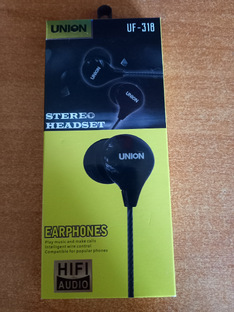 UNION UF-318
STEREO
HEADSET
UNION
EARPHONES
Play music and make calls
Intelligent wire control
Compatible for popular phones
HIFI
AUDIO